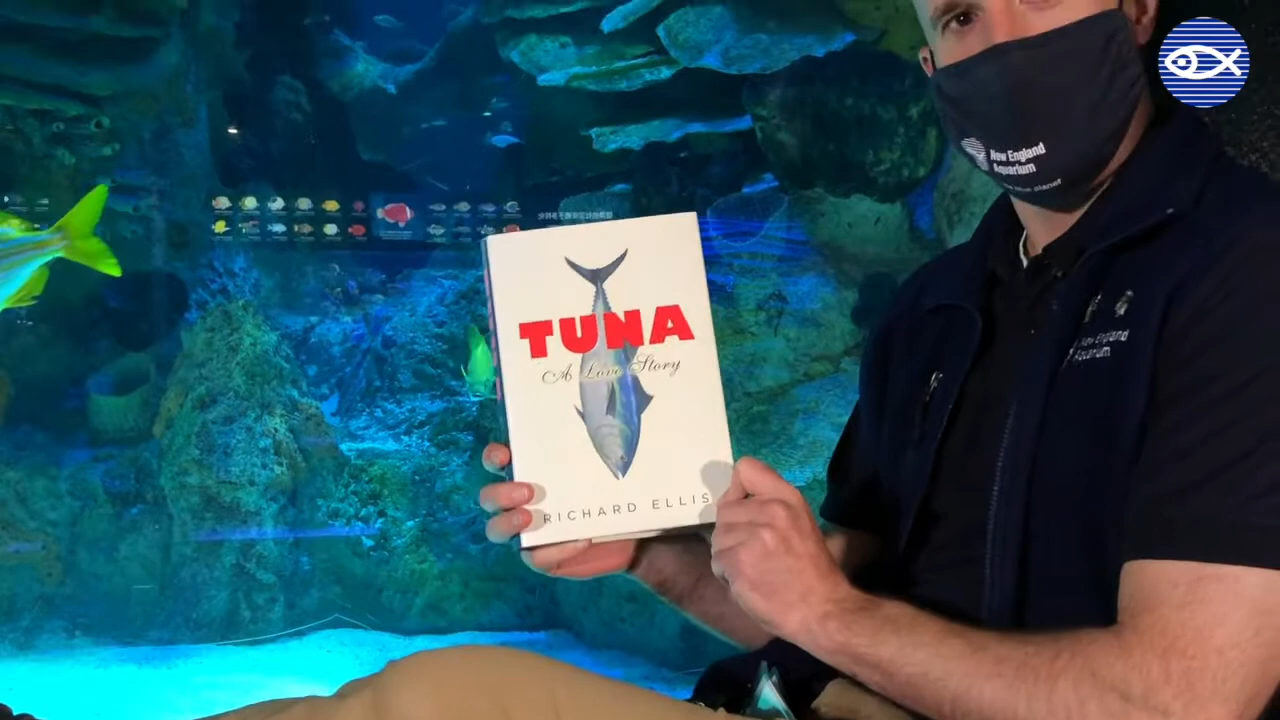 New England
Aquarium
TUNA
A Love Story
RICHARD ELLIS
New England
Aquarium